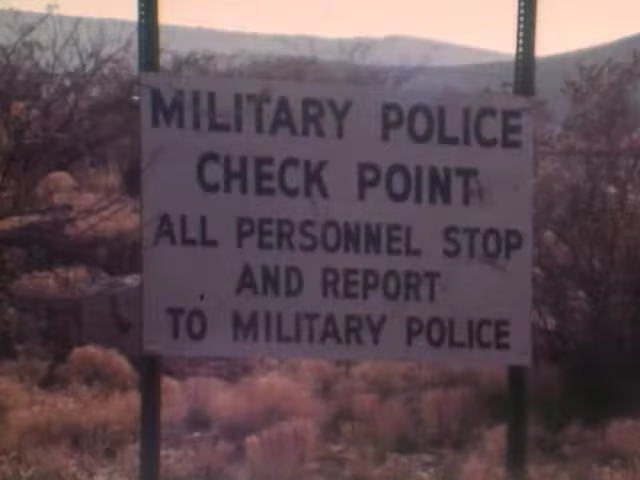 MILITARY POLICE
CHECK POINT
ALL PERSONNEL STOP
AND REPORT
TO MILITARY POLICE